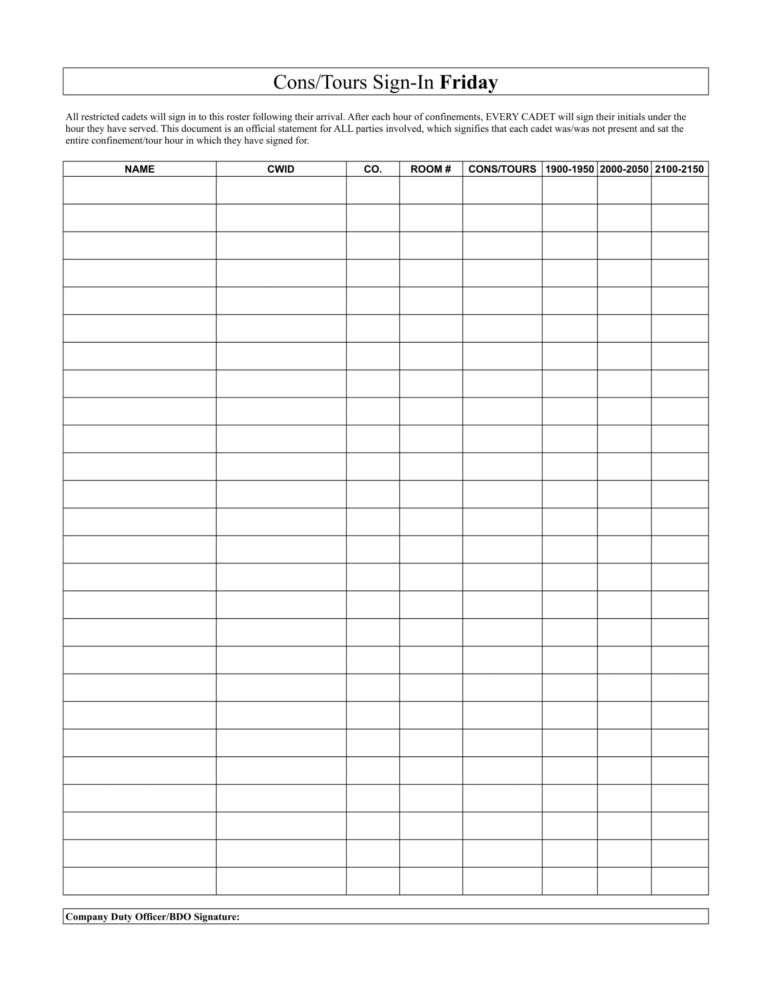 Cons/Tours Sign-In Friday
All restricted cadets will sign in to this roster following their arrival. After each hour of confinements, EVERY CADET will sign their initials under the
hour they have served. This document is an official statement for ALL parties involved, which signifies that each cadet was/was not present and sat the
entire confinement/tour hour in which they have signed for.
NAME CWID CO. ROOM # CONS/TOURS 1900-1950 2000-2050 2100-2150
Company Duty Officer/BDO Signature: